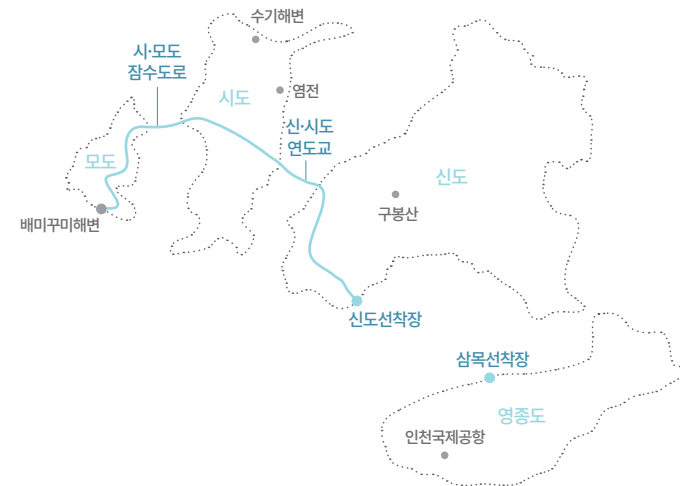 수기해변
시·모도
잠수도로
시도
염전
신·시도
연도교
모도
신도
배미꾸미해변
구봉산
신도선착장
삼목선착장
영종도
인천국제공항